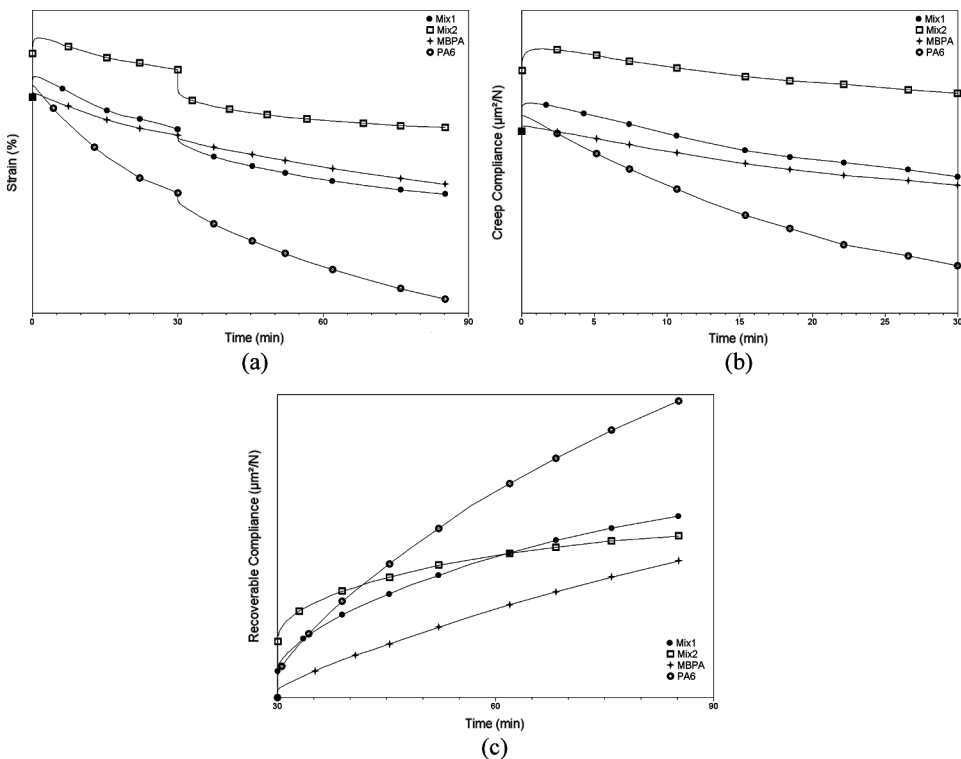 Strain (%)
Mix1
Mix2
MBPA
PA6
0
30
60
90
Time (min)
(a)
Creep Compliance (µm²/N)
Mix1
Mix2
MBPA
PA6
0
5
10
15
20
25
30
Time (min)
(b)
Recoverable Compliance (µm²/N)
Mix1
Mix2
MBPA
PA6
30
60
90
Time (min)
(c)